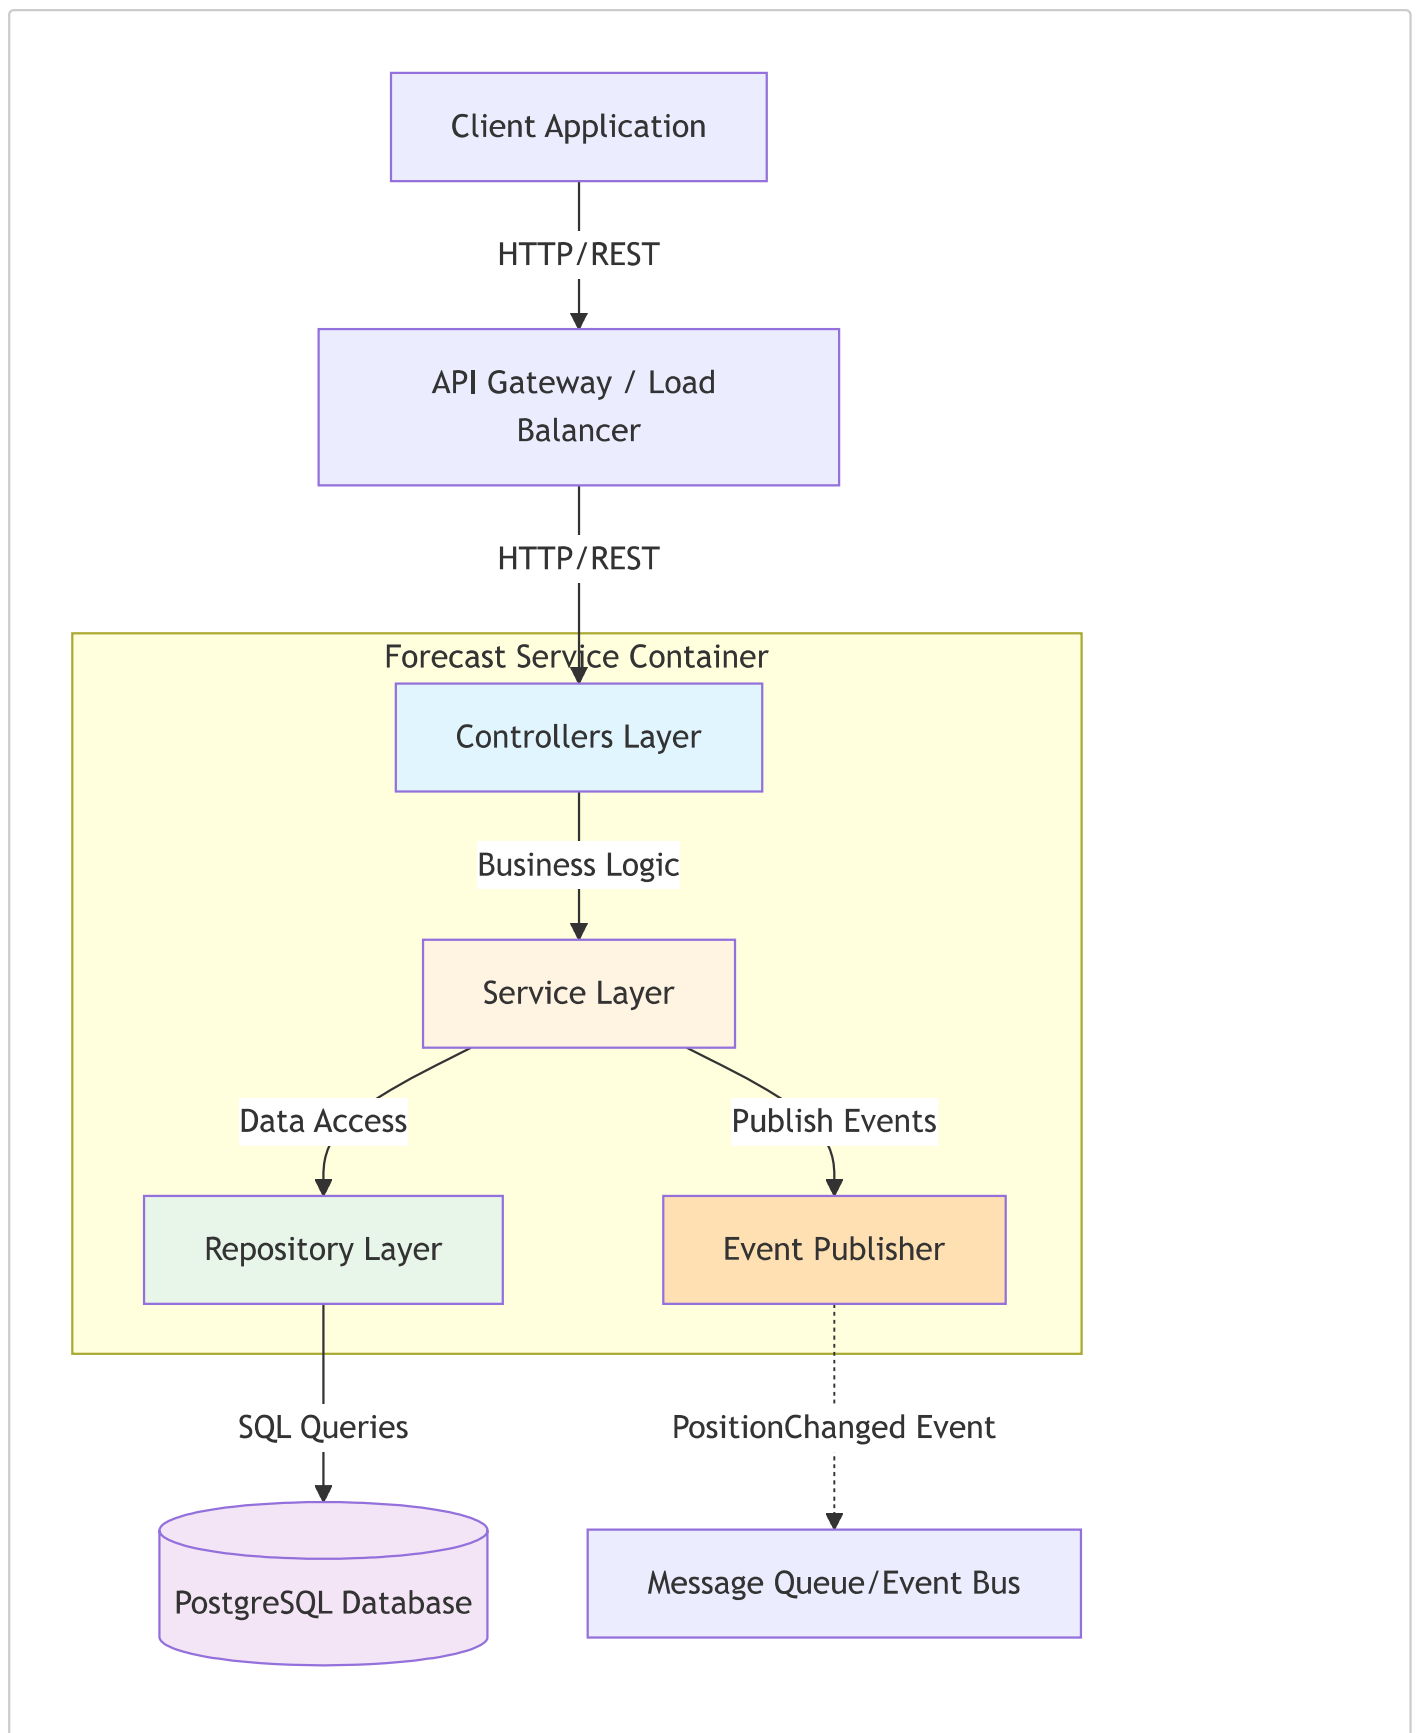 Client Application
HTTP/REST
API Gateway / Load
Balancer
HTTP/REST
Forecast Service Container
Controllers Layer
Business Logic
Service Layer
Data Access
Publish Events
Repository Layer
Event Publisher
SQL Queries
PositionChanged Event
PostgreSQL Database
Message Queue/Event Bus